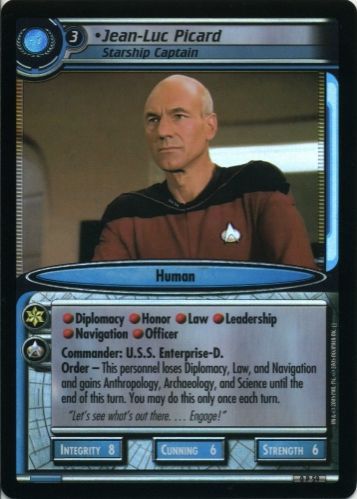 3 •Jean-Luc Picard
Starship Captain
Human
Diplomacy Honor Law Leadership
Navigation Officer
Commander: U.S.S. Enterprise-D.
Order – This personnel loses Diplomacy, Law, and Navigation
and gains Anthropology, Archaeology, and Science until the
end of this turn. You may do this only once each turn.
"Let's see what's out there. ... Engage!"
INTEGRITY 8 CUNNING 6 STRENGTH 6